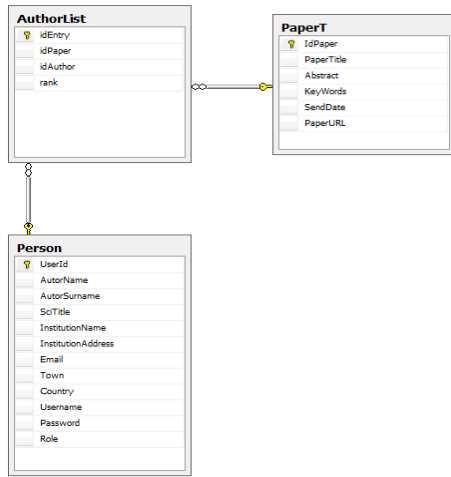 AuthorList
idEntry
idPaper
idAuthor
rank
PaperT
IdPaper
PaperTitle
Abstract
KeyWords
SendDate
PaperURL
Person
UserId
AutorName
AutorSurname
SciTitle
InstitutionName
InstitutionAddress
Email
Town
Country
Username
Password
Role